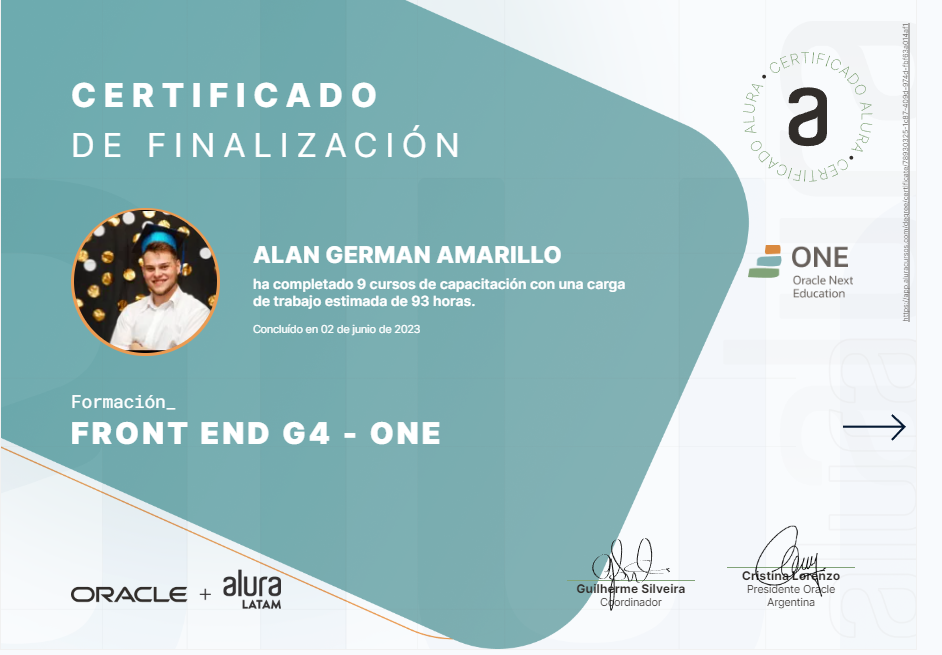 CERTIFICADO
DE FINALIZACIÓN
CERTIFICADO ALURA • CERTIFICADO ALURA •
a
ALAN GERMAN AMARILLO
ha completado 9 cursos de capacitación con una carga
de trabajo estimada de 93 horas.
Concluído en 02 de junio de 2023
ONE
Oracle Next
Education
Formación_
FRONT END G4 - ONE
ORACLE + alura
LATAM
Guilherme Silveira
Coordinador
Cristina Lorenzo
Presidente Oracle
Argentina
alura